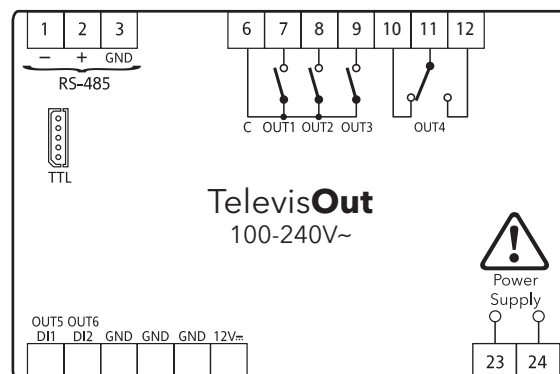 1 2 3 6 7 8 9 10 11 12
− + GND
RS-485
C OUT1 OUT2 OUT3 OUT4
TTL
TelevisOut
100-240V~
Power
Supply
OUT5 OUT6
DI1 DI2 GND GND GND 12V⎓
23 24